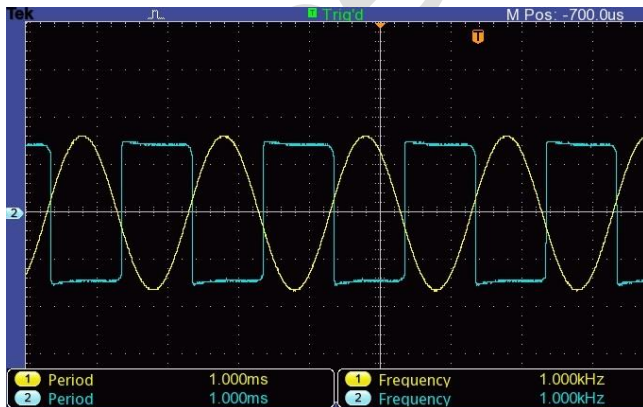 Tek T Trig'd M Pos: -700.0us
T
2
1 Period 1.000ms 1 Frequency 1.000kHz
2 Period 1.000ms 2 Frequency 1.000kHz